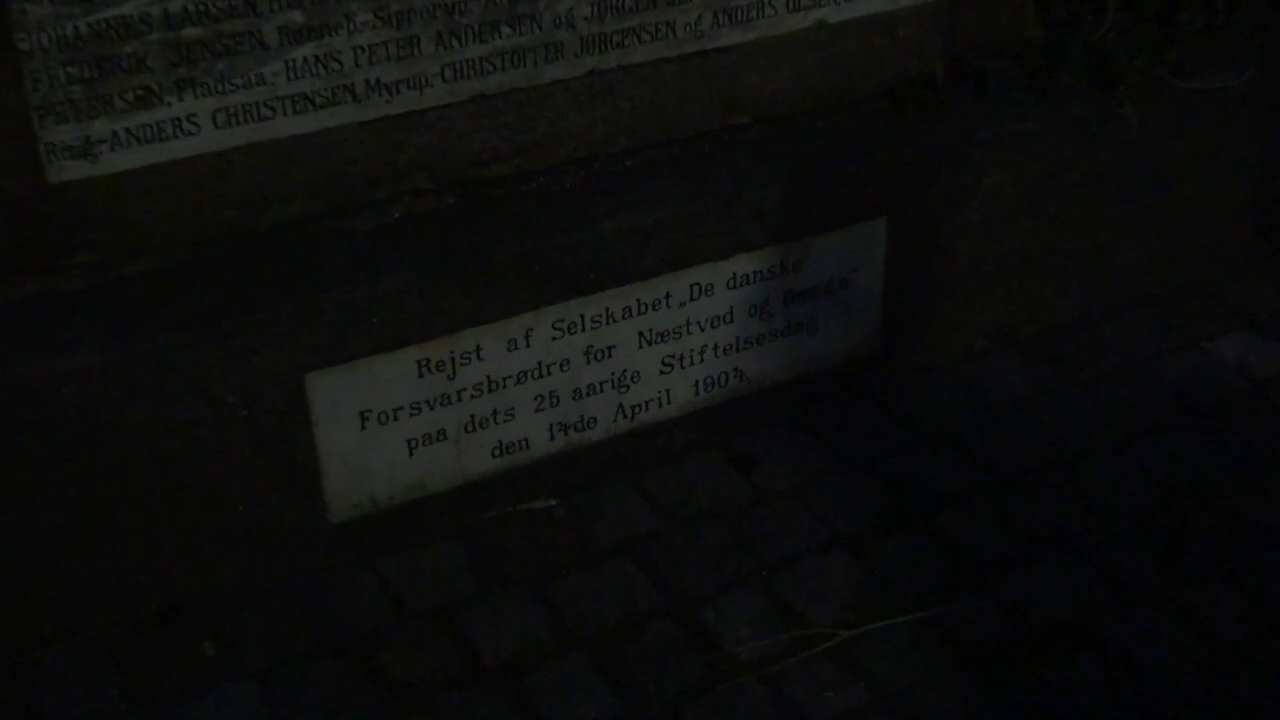 JOHANNES LARSEN,
FREDERIK JENSEN, Rønneb-Sipperup.
PETERSEN, Fladsaa.-HANS PETER ANDERSEN og JØRGEN
Ring.-ANDERS CHRISTENSEN, Myrup.-CHRISTOFFER JØRGENSEN og ANDERS OLSEN,
Rejst af Selskabet „De danske
Forsvarsbrødre for Næstved og Omegn"
paa dets 25 aarige Stiftelsesdag
den 14de April 1904.